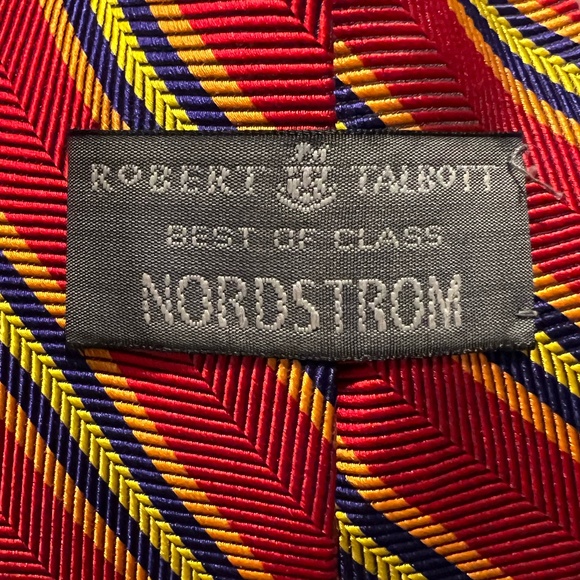 ROBERT TALBOTT
BEST OF CLASS
NORDSTROM